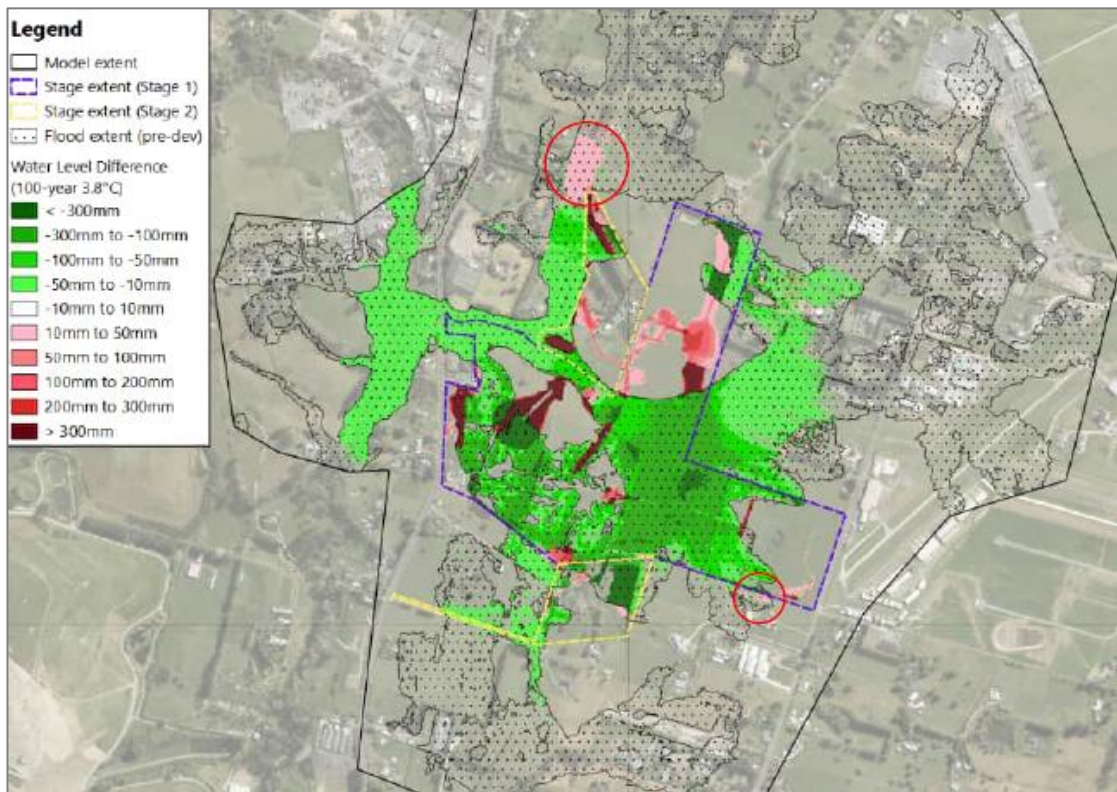 Legend
Model extent
Stage extent (Stage 1)
Stage extent (Stage 2)
Flood extent (pre-dev)
Water Level Difference
(100-year 3.8°C)
< -300mm
-300mm to -100mm
-100mm to -50mm
-50mm to -10mm
-10mm to 10mm
10mm to 50mm
50mm to 100mm
100mm to 200mm
200mm to 300mm
> 300mm